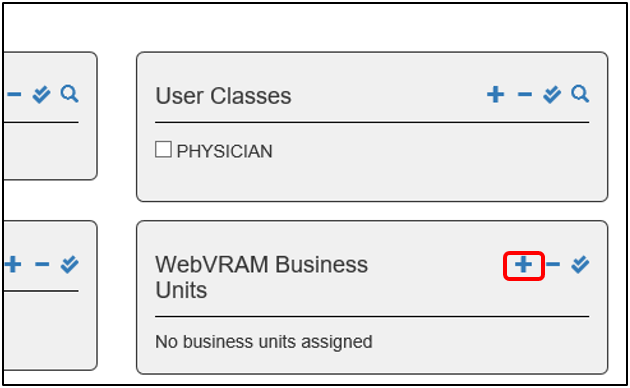 User Classes
PHYSICIAN
WebVRAM Business
Units
No business units assigned